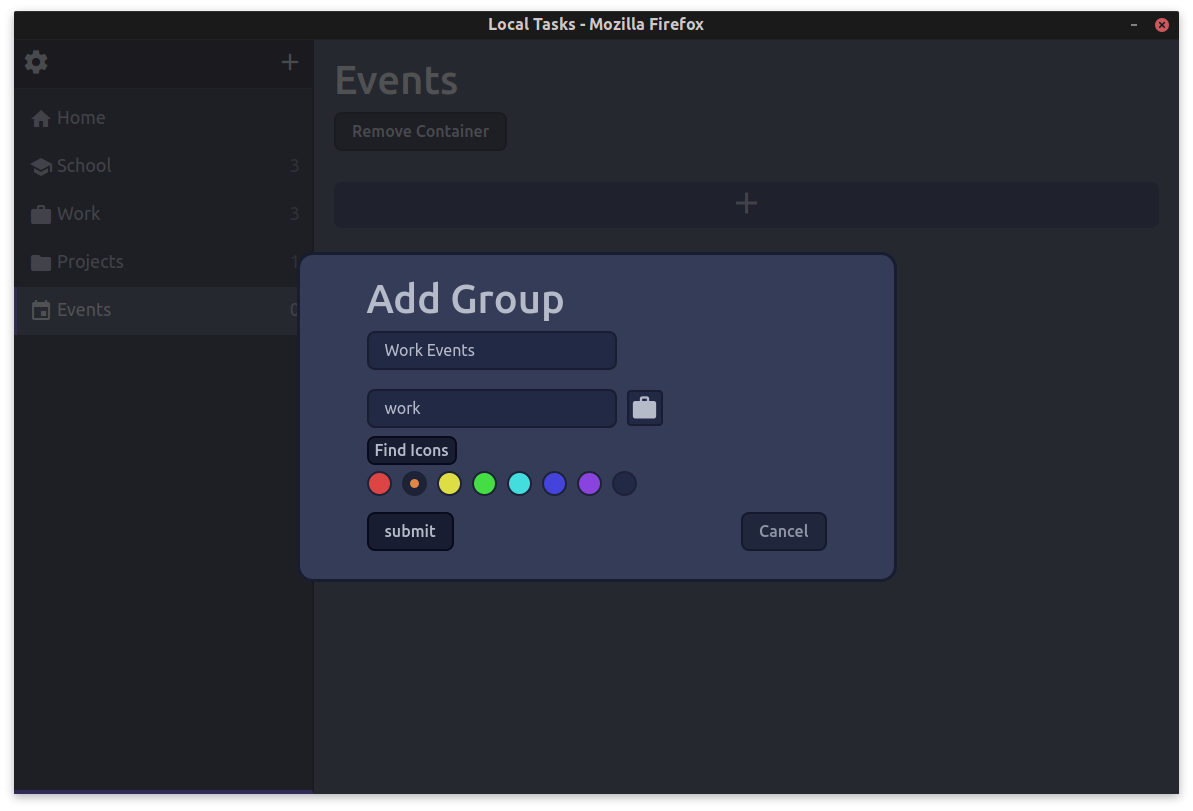 Local Tasks - Mozilla Firefox
Home
School 3
Work 3
Projects 1
Events 0
Events
Remove Container
Add Group
Work Events
work
Find Icons
submit
Cancel